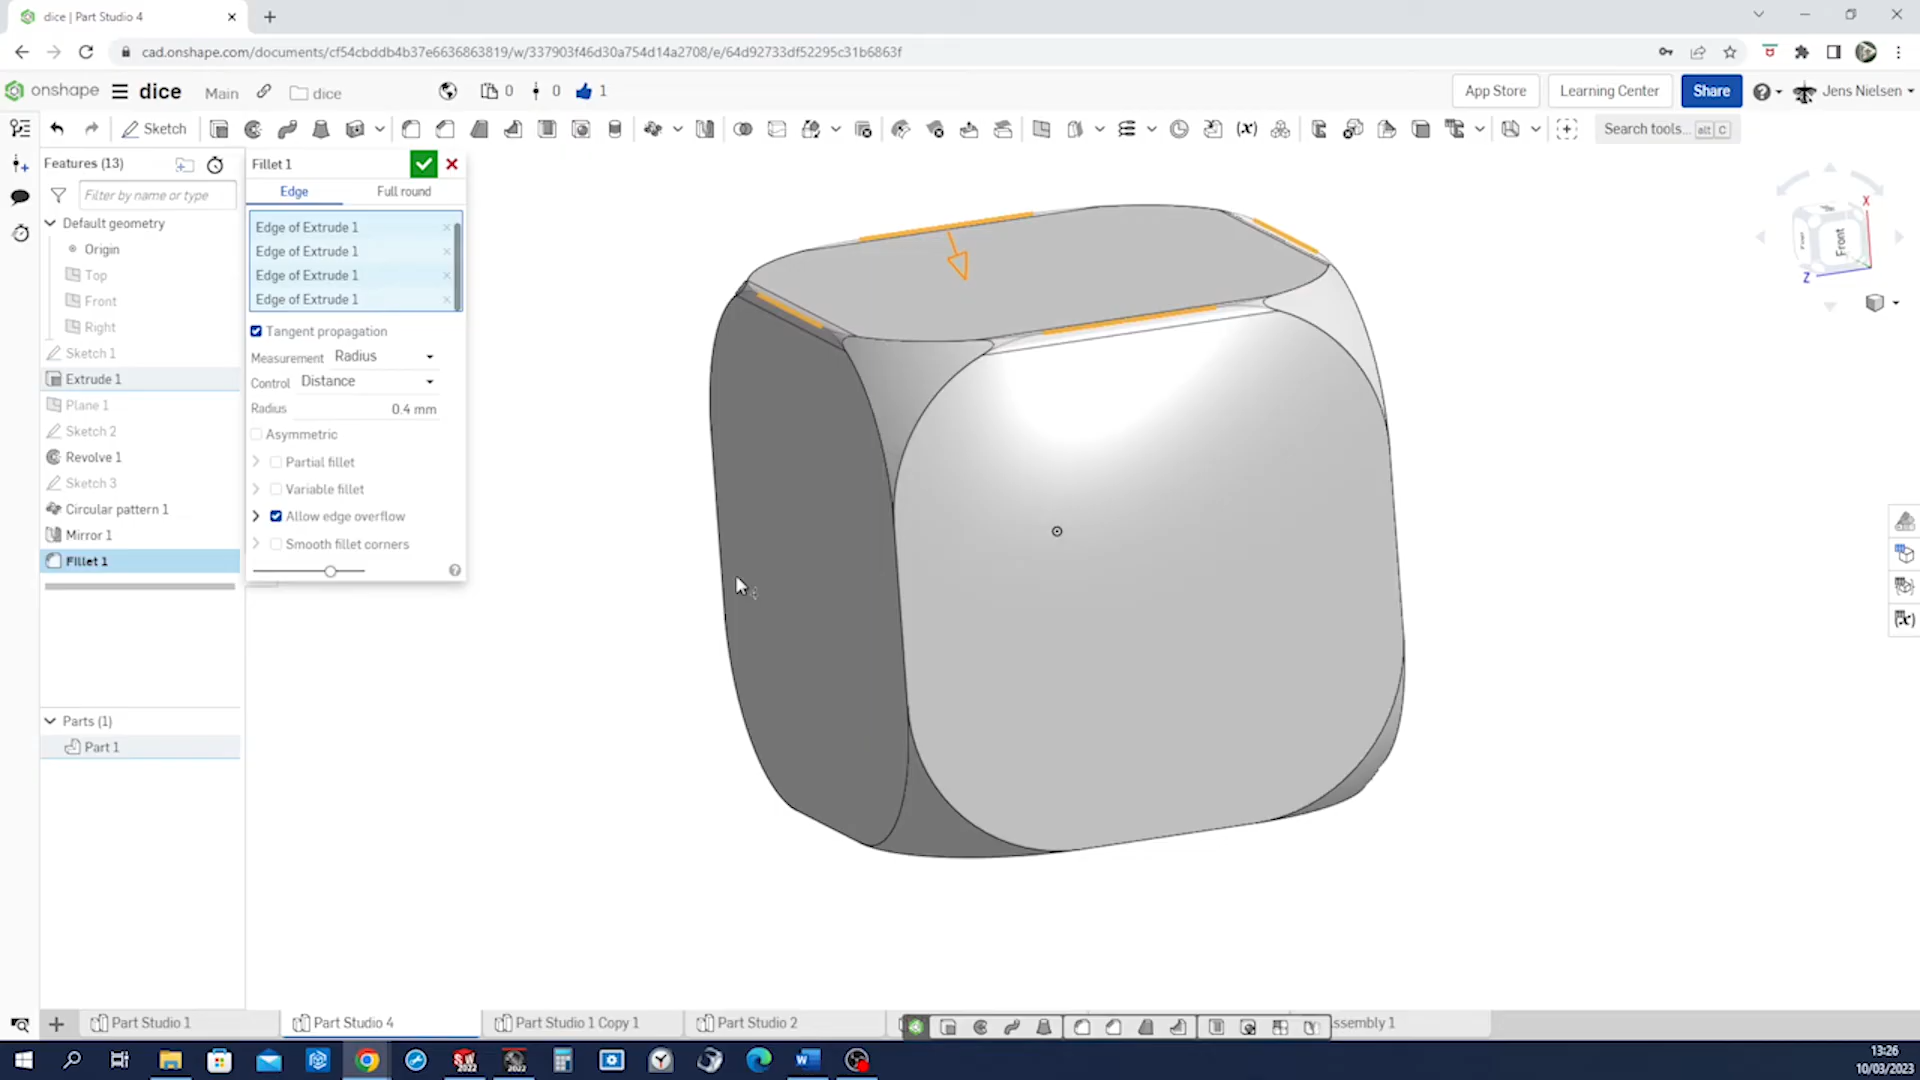 dice | Part Studio 4
cad.onshape.com/documents/cf54cbddb4b37e6636863819/w/337903f46d30a754d14a2708/e/64d92733df52295c31b6863f
onshape dice Main dice 0 0 1 App Store Learning Center Share Jens Nielsen
Sketch Search tools... alt C
Features (13)
Filter by name or type
Default geometry
Origin
Top
Front
Right
Sketch 1
Extrude 1
Plane 1
Sketch 2
Revolve 1
Sketch 3
Circular pattern 1
Mirror 1
Fillet 1
Parts (1)
Part 1
Fillet 1
Edge Full round
Edge of Extrude 1
Edge of Extrude 1
Edge of Extrude 1
Edge of Extrude 1
Tangent propagation
Measurement Radius
Control Distance
Radius 0.4 mm
Asymmetric
Partial fillet
Variable fillet
Allow edge overflow
Smooth fillet corners
X
Front
Z
Part Studio 1 Part Studio 4 Part Studio 1 Copy 1 Part Studio 2 ssembly 1
SW 2022 2022 W
13:26
10/03/2023